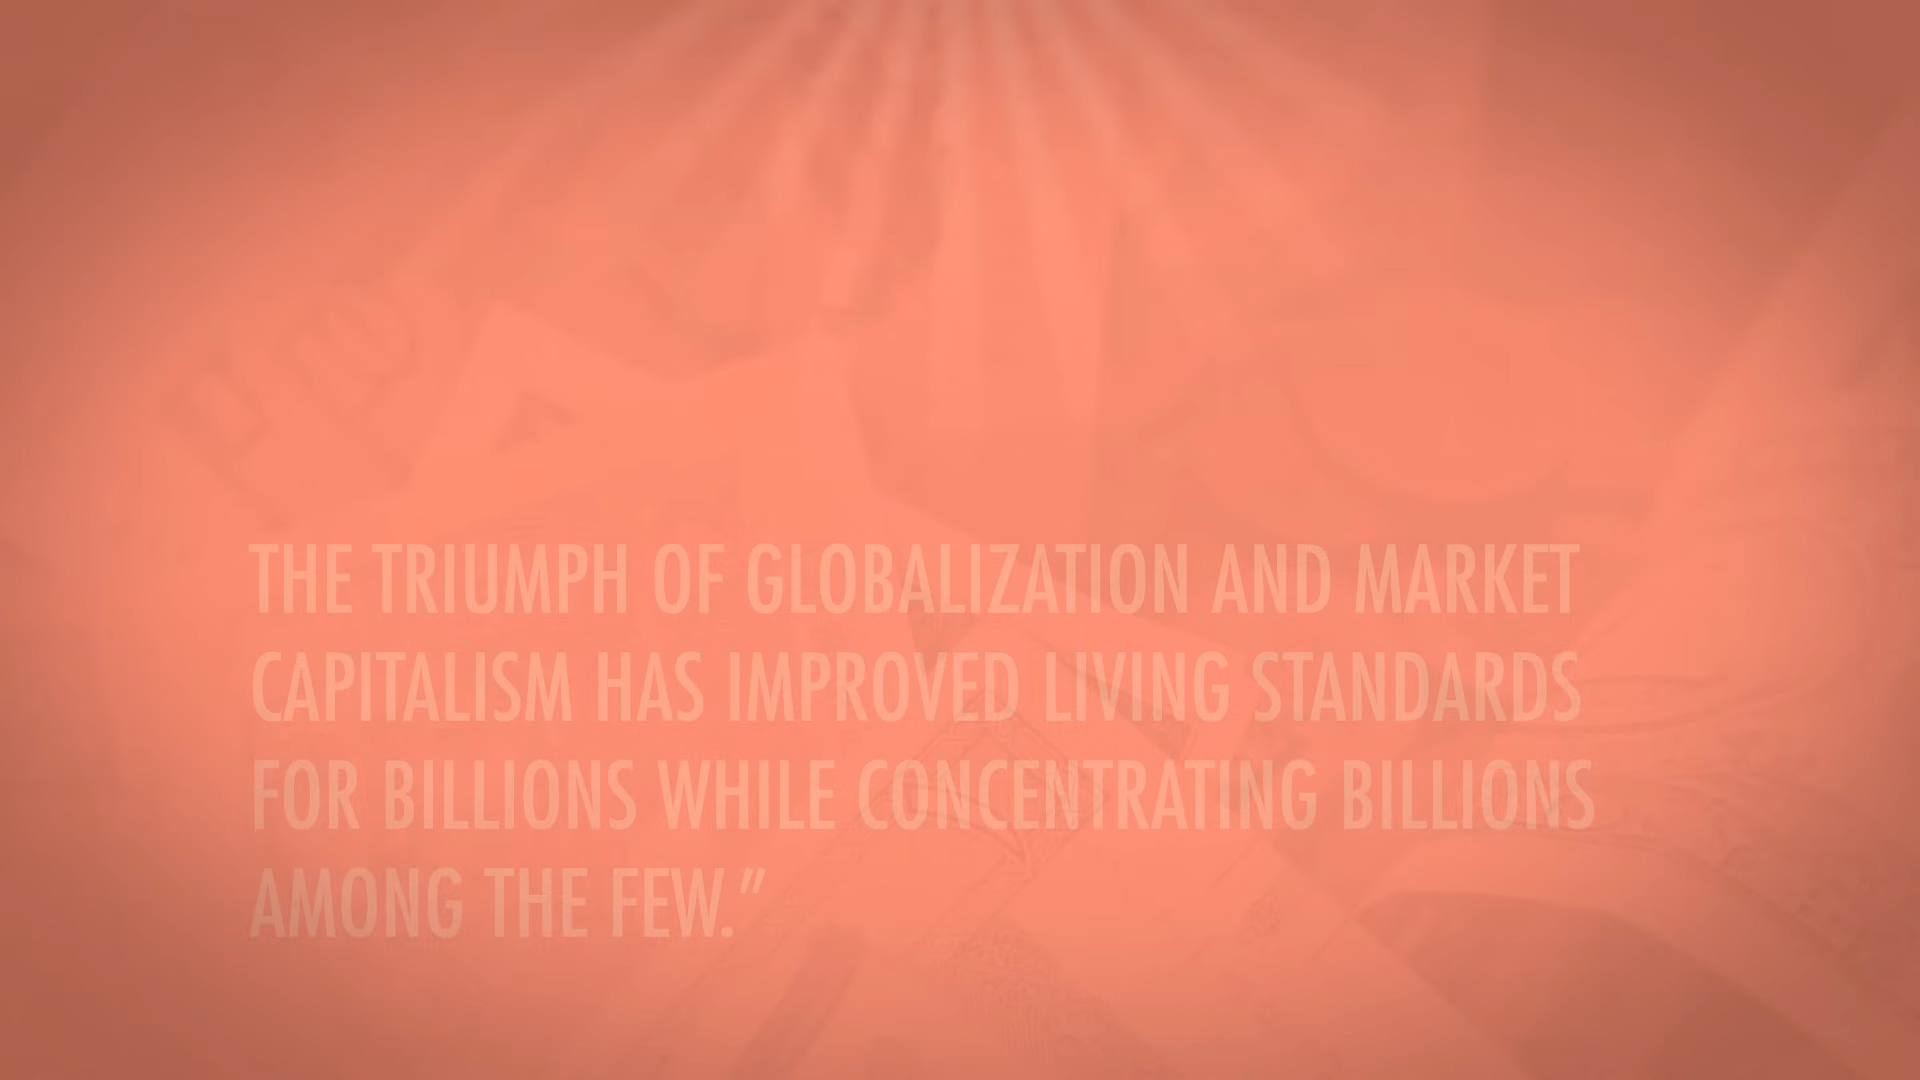 THE TRIUMPH OF GLOBALIZATION AND MARKET
CAPITALISM HAS IMPROVED LIVING STANDARDS
FOR BILLIONS WHILE CONCENTRATING BILLIONS
AMONG THE FEW.”